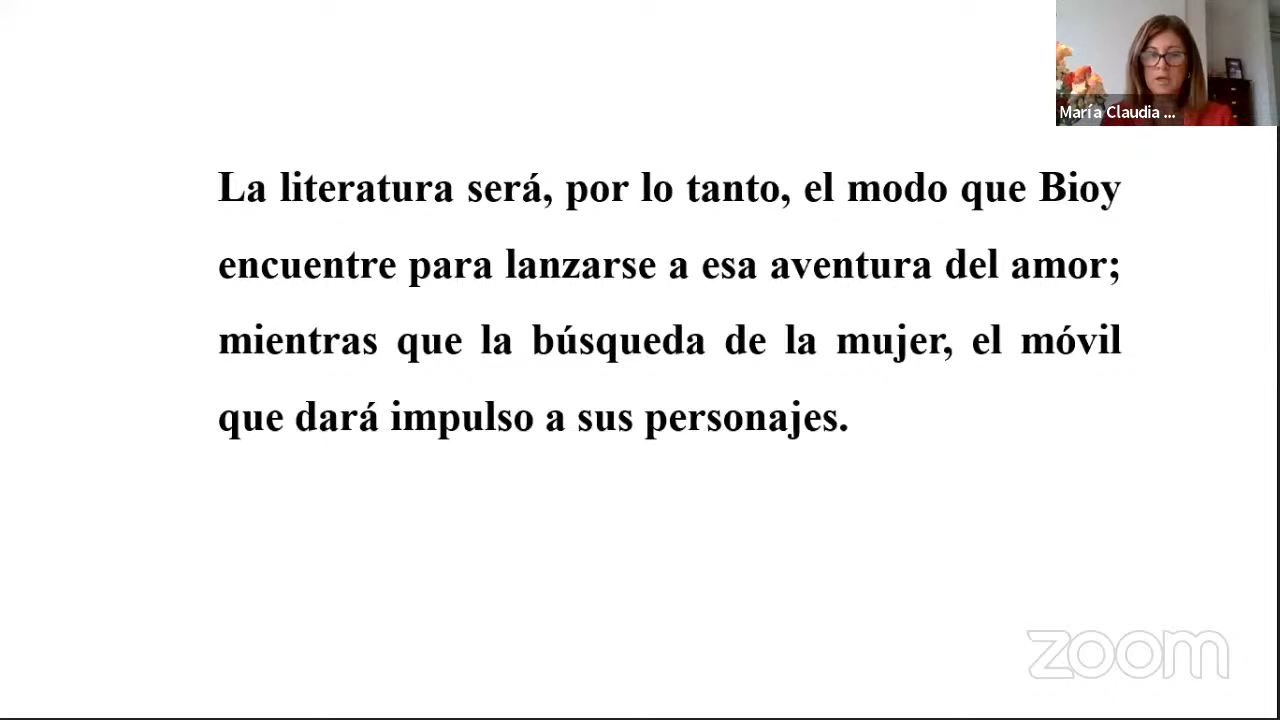 María Claudia ...
La literatura será, por lo tanto, el modo que Bioy
encuentre para lanzarse a esa aventura del amor;
mientras que la búsqueda de la mujer, el móvil
que dará impulso a sus personajes.
zoom